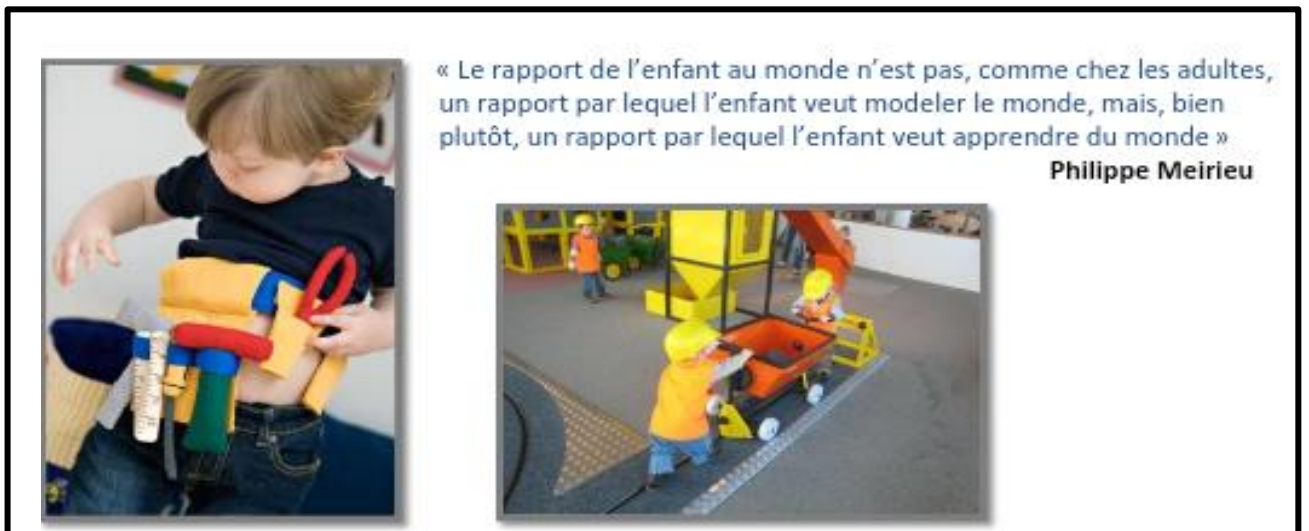 « Le rapport de l’enfant au monde n’est pas, comme chez les adultes,
un rapport par lequel l’enfant veut modeler le monde, mais, bien
plutôt, un rapport par lequel l’enfant veut apprendre du monde »
Philippe Meirieu